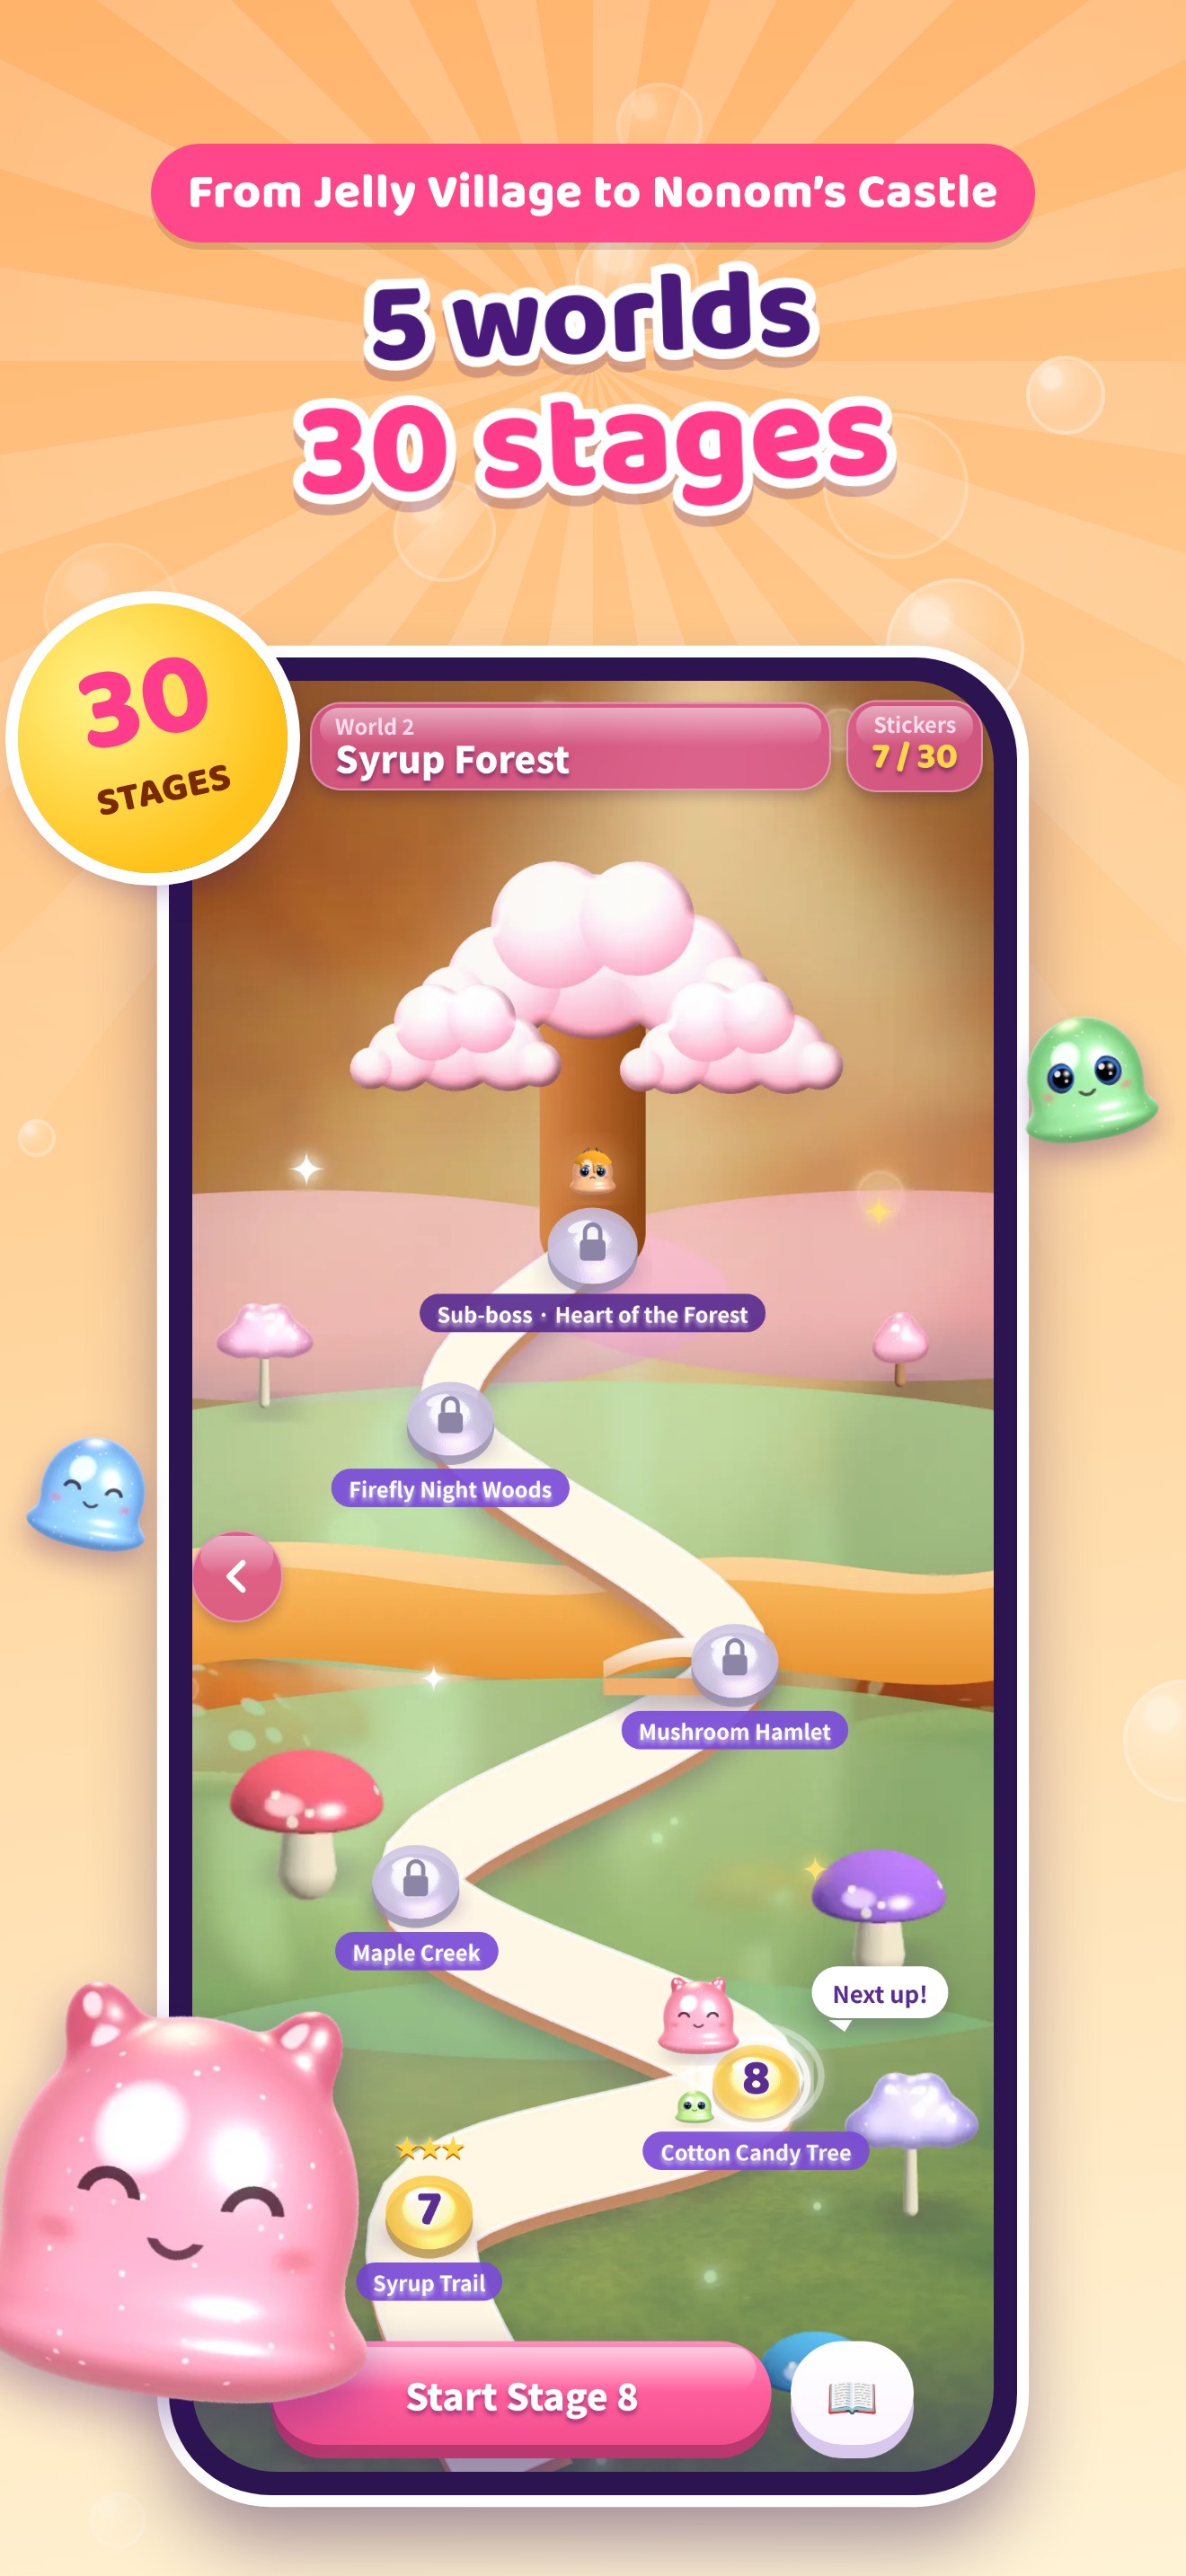 From Jelly Village to Nonom's Castle
5 worlds
30 stages
30
STAGES
World 2
Syrup Forest
Stickers
7 / 30
Sub-boss · Heart of the Forest
Firefly Night Woods
Mushroom Hamlet
Maple Creek
Next up!
8
Cotton Candy Tree
7
Syrup Trail
Start Stage 8